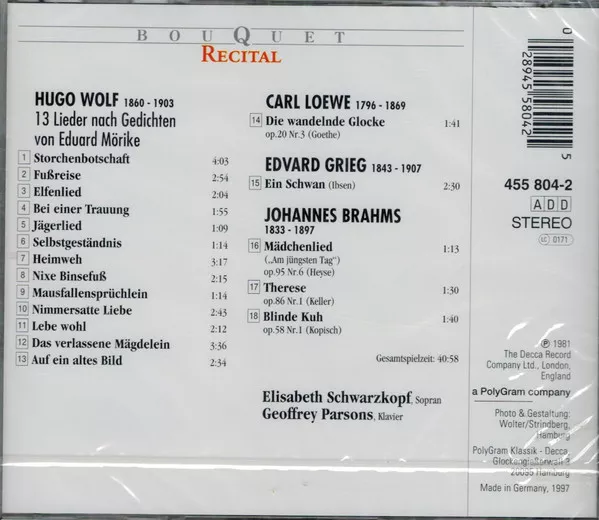 BOUQUET
RECITAL
HUGO WOLF 1860 - 1903
13 Lieder nach Gedichten
von Eduard Mörike
1 Storchenbotschaft 4:03
2 Fußreise 2:54
3 Elfenlied 2:04
4 Bei einer Trauung 1:55
5 Jägerlied 1:09
6 Selbstgeständnis 1:14
7 Heimweh 3:17
8 Nixe Binsefuß 2:15
9 Mausfallensprüchlein 1:14
10 Nimmersatte Liebe 2:43
11 Lebe wohl 2:12
12 Das verlassene Mägdelein 3:36
13 Auf ein altes Bild 2:34
CARL LOEWE 1796 - 1869
14 Die wandelnde Glocke 1:41
op.20 Nr.3 (Goethe)
EDVARD GRIEG 1843 - 1907
15 Ein Schwan (Ibsen) 2:30
JOHANNES BRAHMS
1833 - 1897
16 Mädchenlied 1:13
(„Am jüngsten Tag“)
op.95 Nr.6 (Heyse)
17 Therese 1:30
op.86 Nr.1 (Keller)
18 Blinde Kuh 1:40
op.58 Nr.1 (Kopisch)
Gesamtspielzeit: 40:58
Elisabeth Schwarzkopf, Sopran
Geoffrey Parsons, Klavier
0 28945 58042 5
455 804-2
ADD
STEREO
LC 0171
℗ 1981
The Decca Record
Company Ltd., London,
England
a PolyGram company
Photo & Gestaltung:
Wolter/Strindberg,
Hamburg
PolyGram Klassik - Decca,
Glockengießerwall 3
20095 Hamburg
Made in Germany, 1997